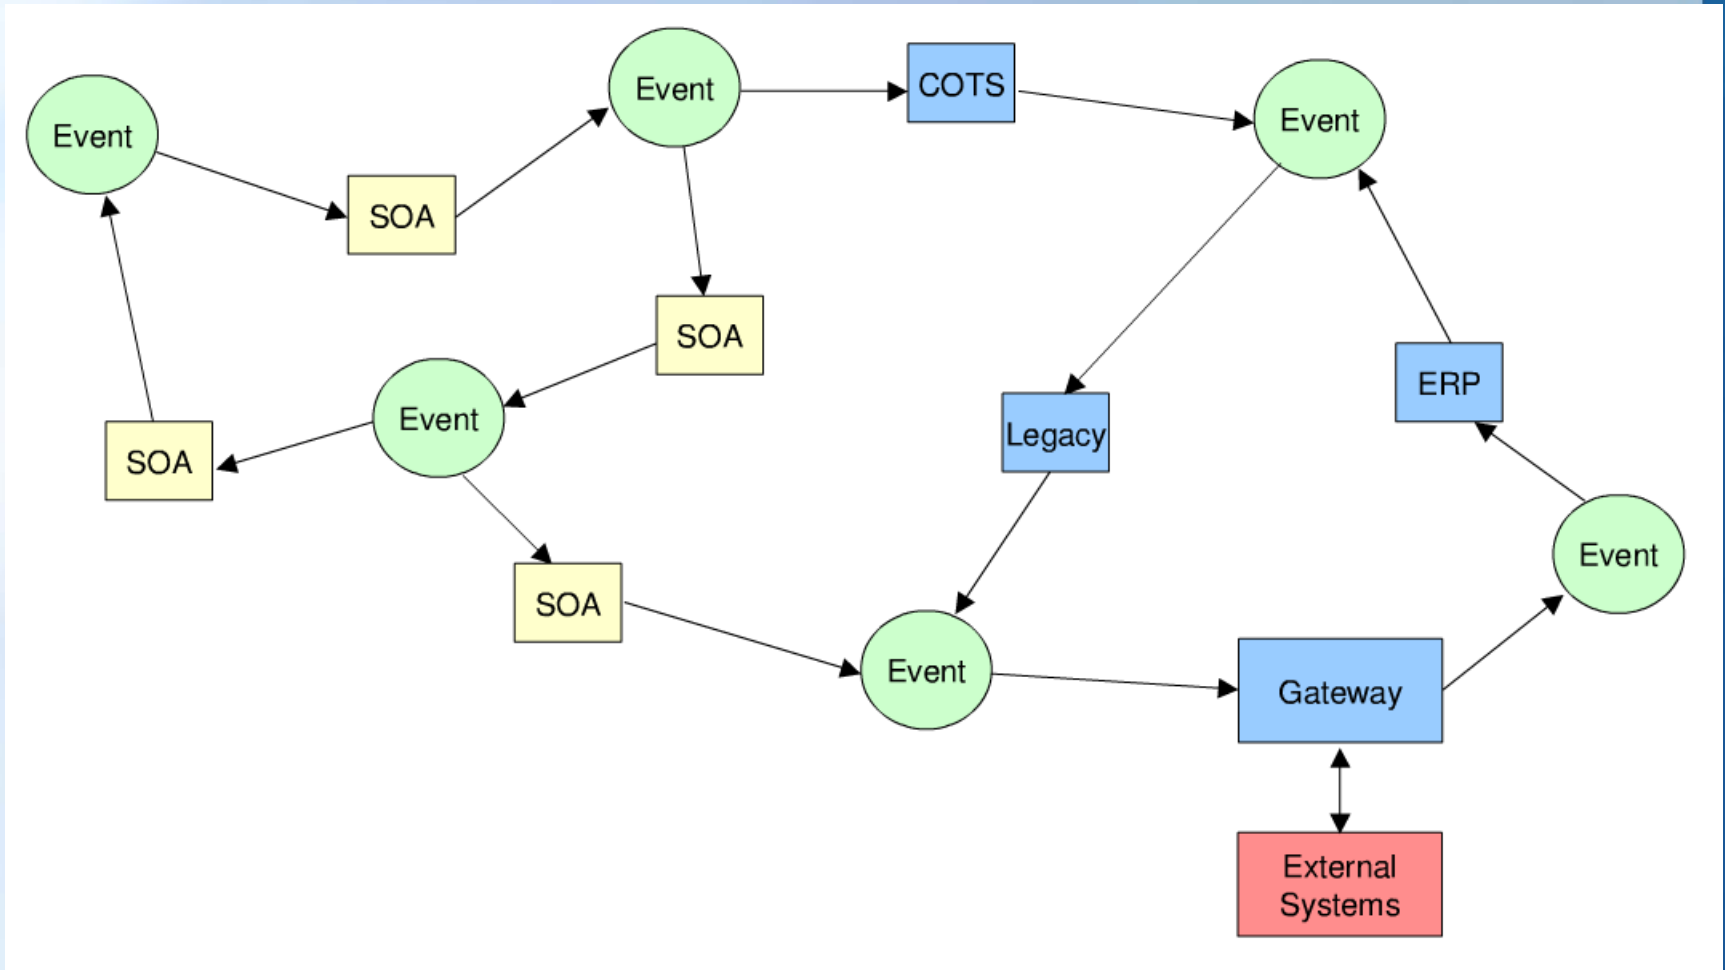 Event
COTS
Event
Event
SOA
SOA
ERP
Event
Legacy
SOA
Event
SOA
Event
Gateway
External
Systems